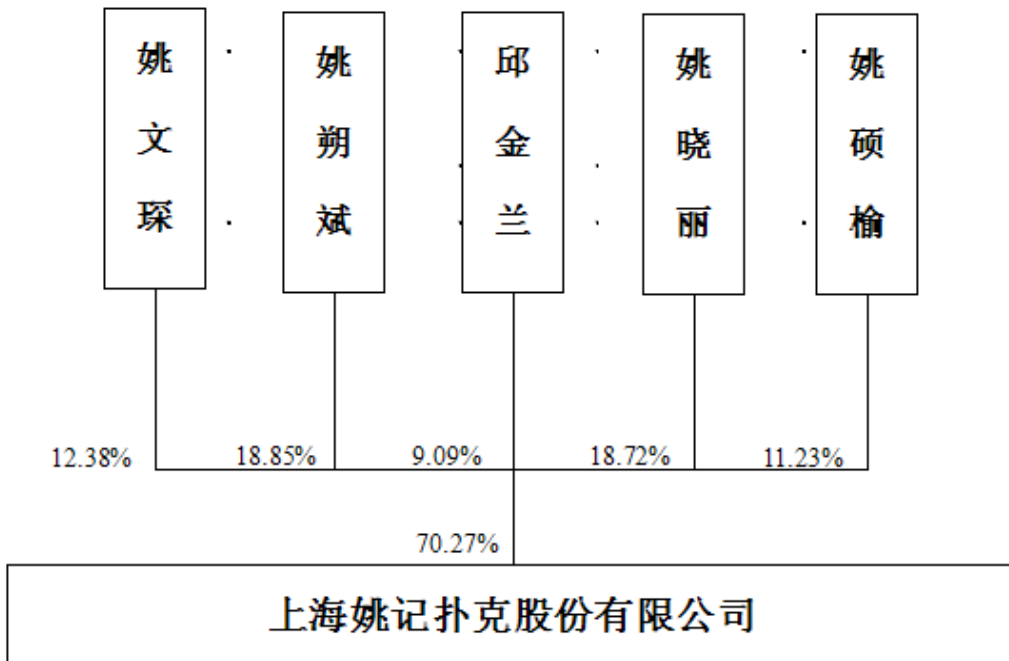 姚文琛
姚朔斌
邱金兰
姚晓丽
姚硕榆
12.38%
18.85%
9.09%
18.72%
11.23%
70.27%
上海姚记扑克股份有限公司